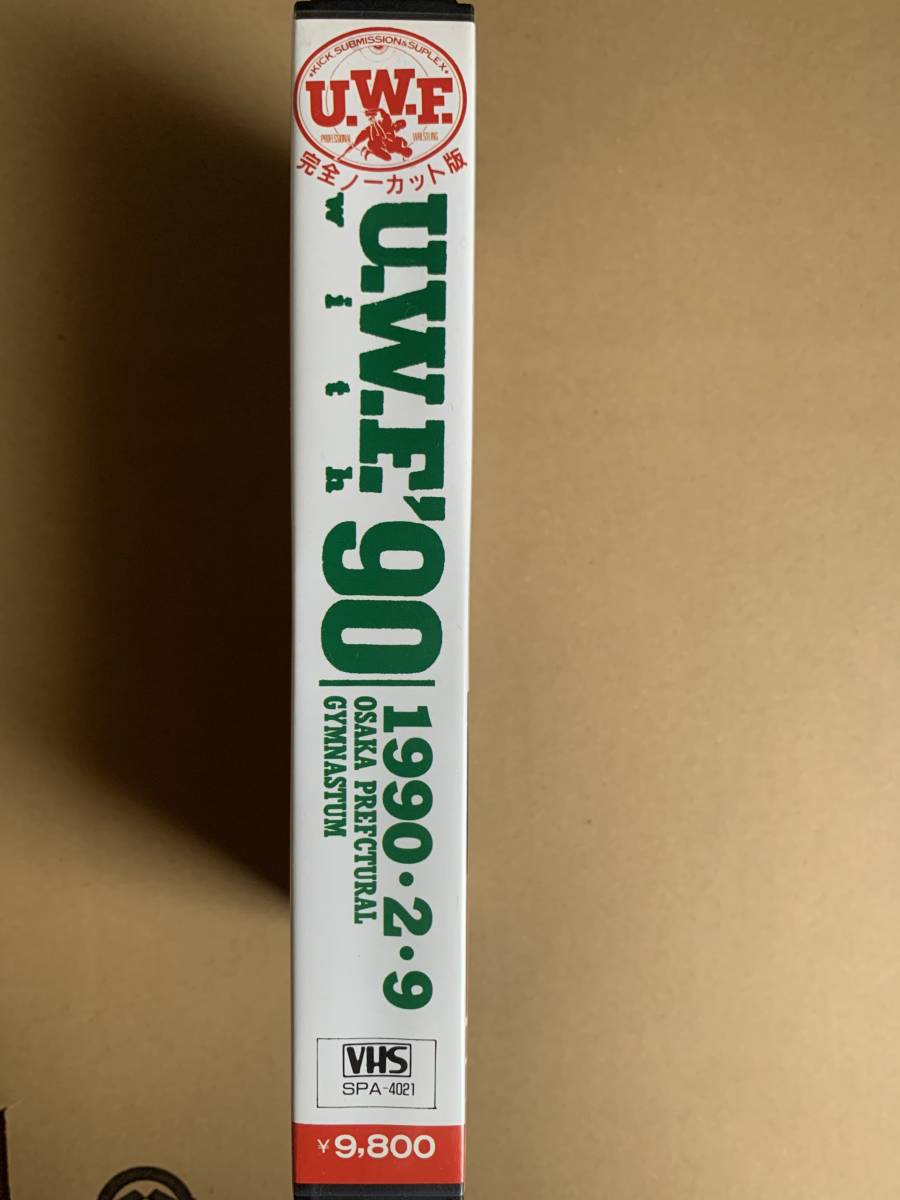 KICK, SUBMISSION & SUPLEX
U.W.F.
PROFESSIONAL WRESTLING
完全ノーカット版
U.W.F.'90
with
1990・2・9
OSAKA PREFCTURAL
GYMNASTUM
VHS
SPA-4021
¥9,800